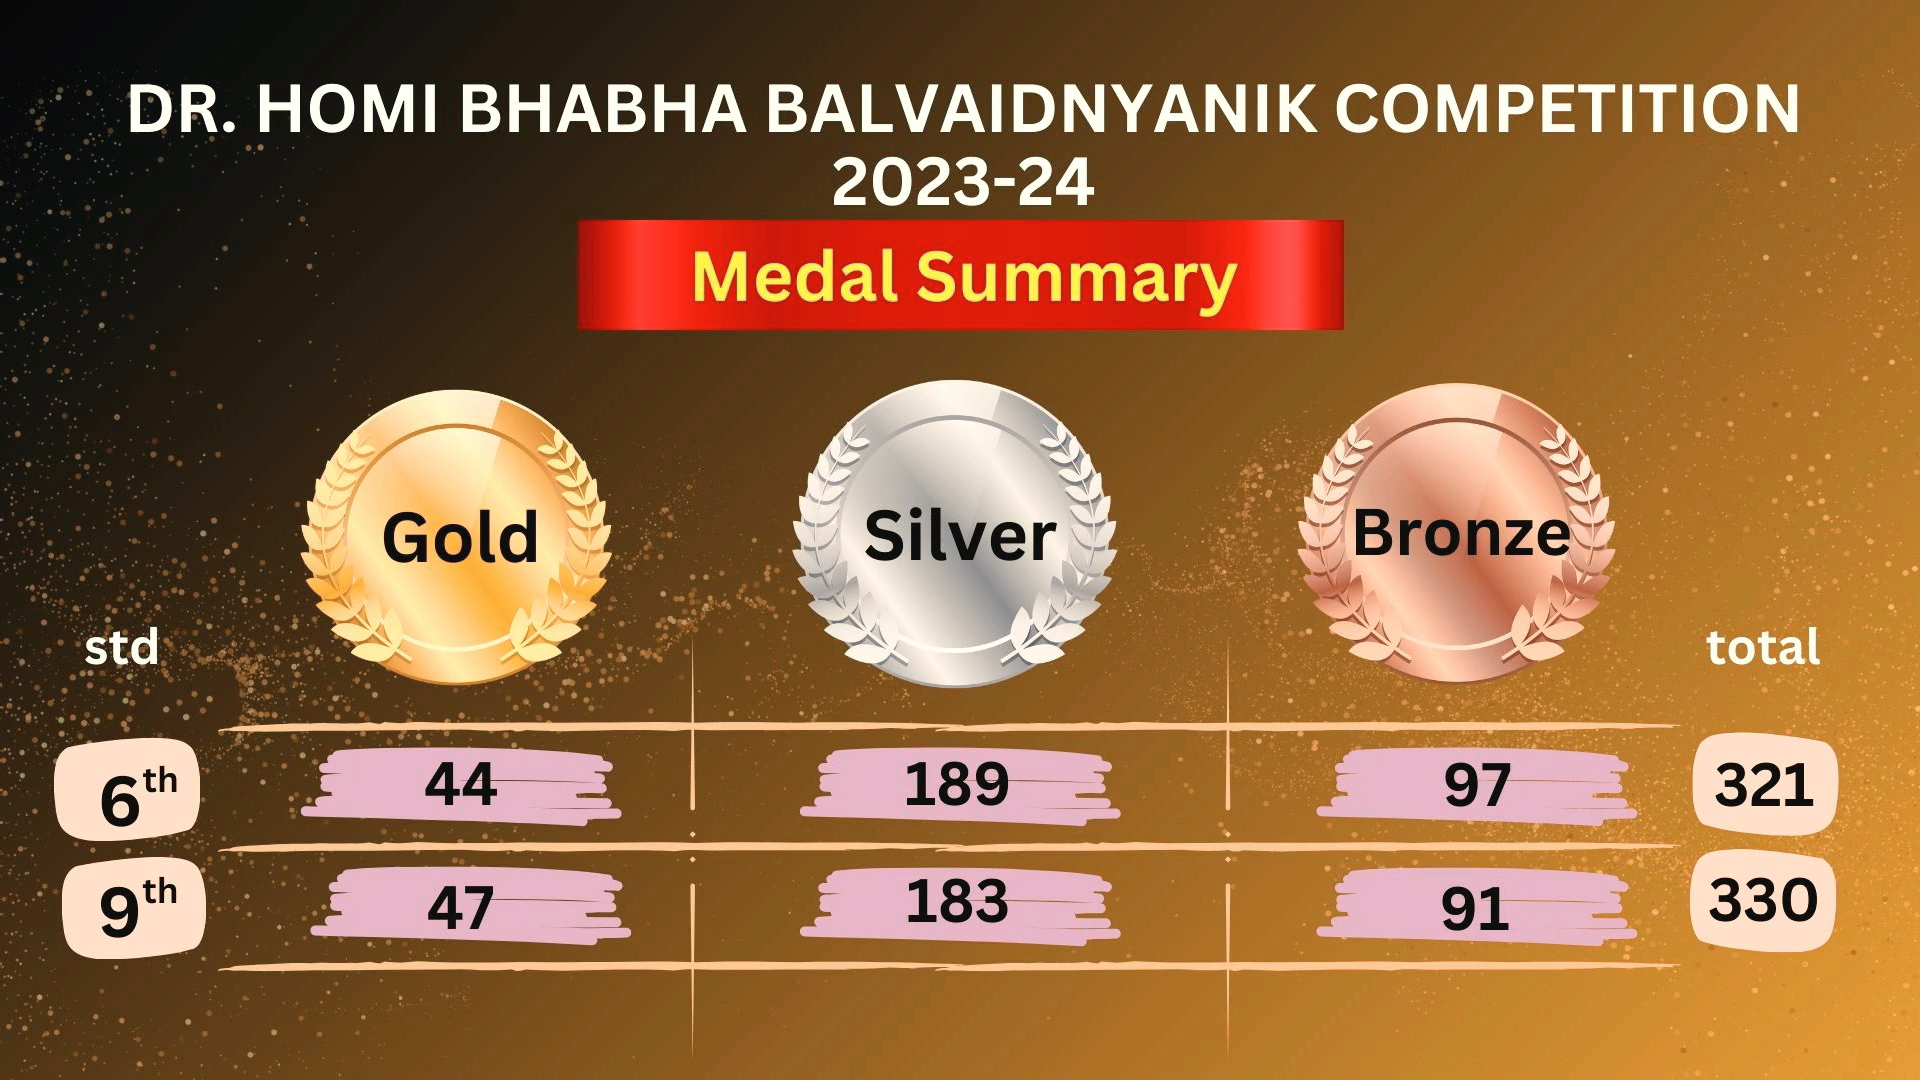 DR. HOMI BHABHA BALVAIDNYANIK COMPETITION
2023-24
Medal Summary
Gold Silver Bronze
std total
6th 44 189 97 321
9th 47 183 91 330